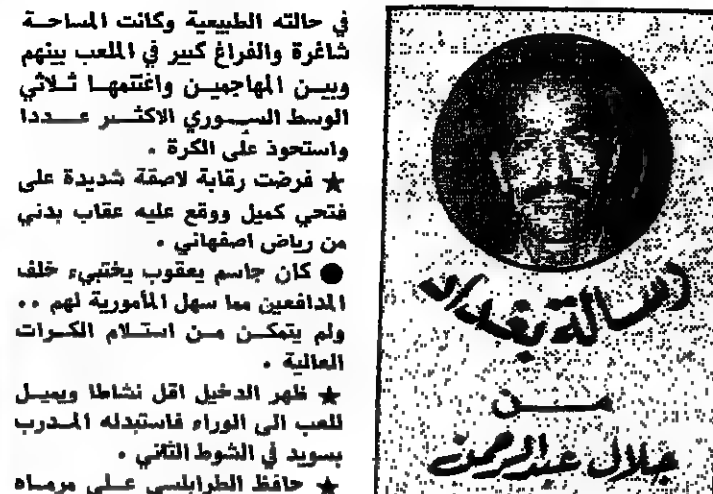 في حالته الطبيعية وكانت المساحة
شاغرة والفراغ كبير في الملعب بينهم
وبين المهاجمين واغتنمها ثلاثي
الوسط السوري الاكثر عددا
واستحوذ على الكرة .
★ فرضت رقابة لاصقة شديدة على
فتحي كميل ووقع عليه عقاب بدني
من رياض اصفهاني .
● كان جاسم يعقوب يختبيء خلف
المدافعين مما سهل المأمورية لهم ..
ولم يتمكن من استلام الكرات
العالية .
★ ظهر الدخيل اقل نشاطا ويميل
للعب الى الوراء فاستبدله المدرب
بسويد في الشوط الثاني .
★ حافظ الطرابلسي على مرماه
رسالة بغداد
من
جلال عبدالرحمن